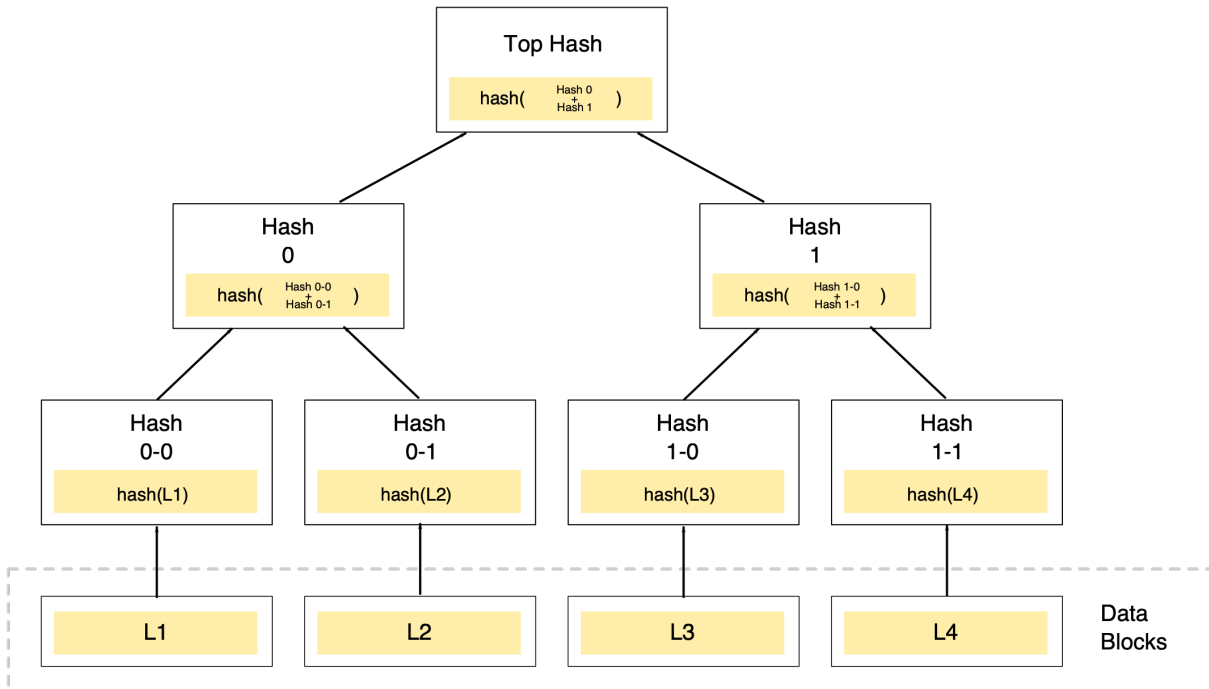 Top Hash
hash( Hash 0 + Hash 1 )
Hash
0
hash( Hash 0-0 + Hash 0-1 )
Hash
1
hash( Hash 1-0 + Hash 1-1 )
Hash
0-0
hash(L1)
Hash
0-1
hash(L2)
Hash
1-0
hash(L3)
Hash
1-1
hash(L4)
L1
L2
L3
L4
Data
Blocks